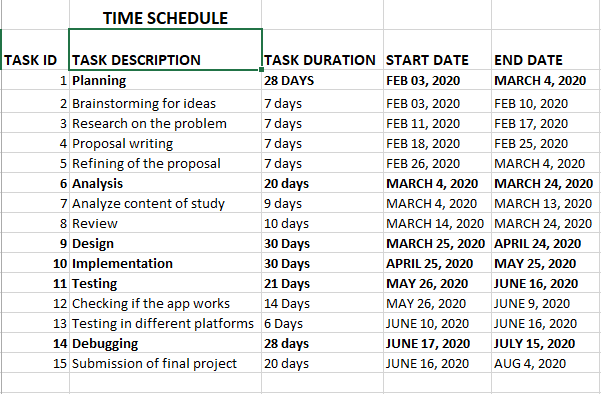 TIME SCHEDULE
TASK ID TASK DESCRIPTION TASK DURATION START DATE END DATE
1 Planning 28 DAYS FEB 03, 2020 MARCH 4, 2020
2 Brainstorming for ideas 7 days FEB 03, 2020 FEB 10, 2020
3 Research on the problem 7 days FEB 11, 2020 FEB 17, 2020
4 Proposal writing 7 days FEB 18, 2020 FEB 25, 2020
5 Refining of the proposal 7 days FEB 26, 2020 MARCH 4, 2020
6 Analysis 20 days MARCH 4, 2020 MARCH 24, 2020
7 Analyze content of study 9 days MARCH 4, 2020 MARCH 13, 2020
8 Review 10 days MARCH 14, 2020 MARCH 24, 2020
9 Design 30 Days MARCH 25, 2020 APRIL 24, 2020
10 Implementation 30 Days APRIL 25, 2020 MAY 25, 2020
11 Testing 21 Days MAY 26, 2020 JUNE 16, 2020
12 Checking if the app works 14 Days MAY 26, 2020 JUNE 9, 2020
13 Testing in different platforms 6 Days JUNE 10, 2020 JUNE 16, 2020
14 Debugging 28 days JUNE 17, 2020 JULY 15, 2020
15 Submission of final project 20 days JUNE 16, 2020 AUG 4, 2020